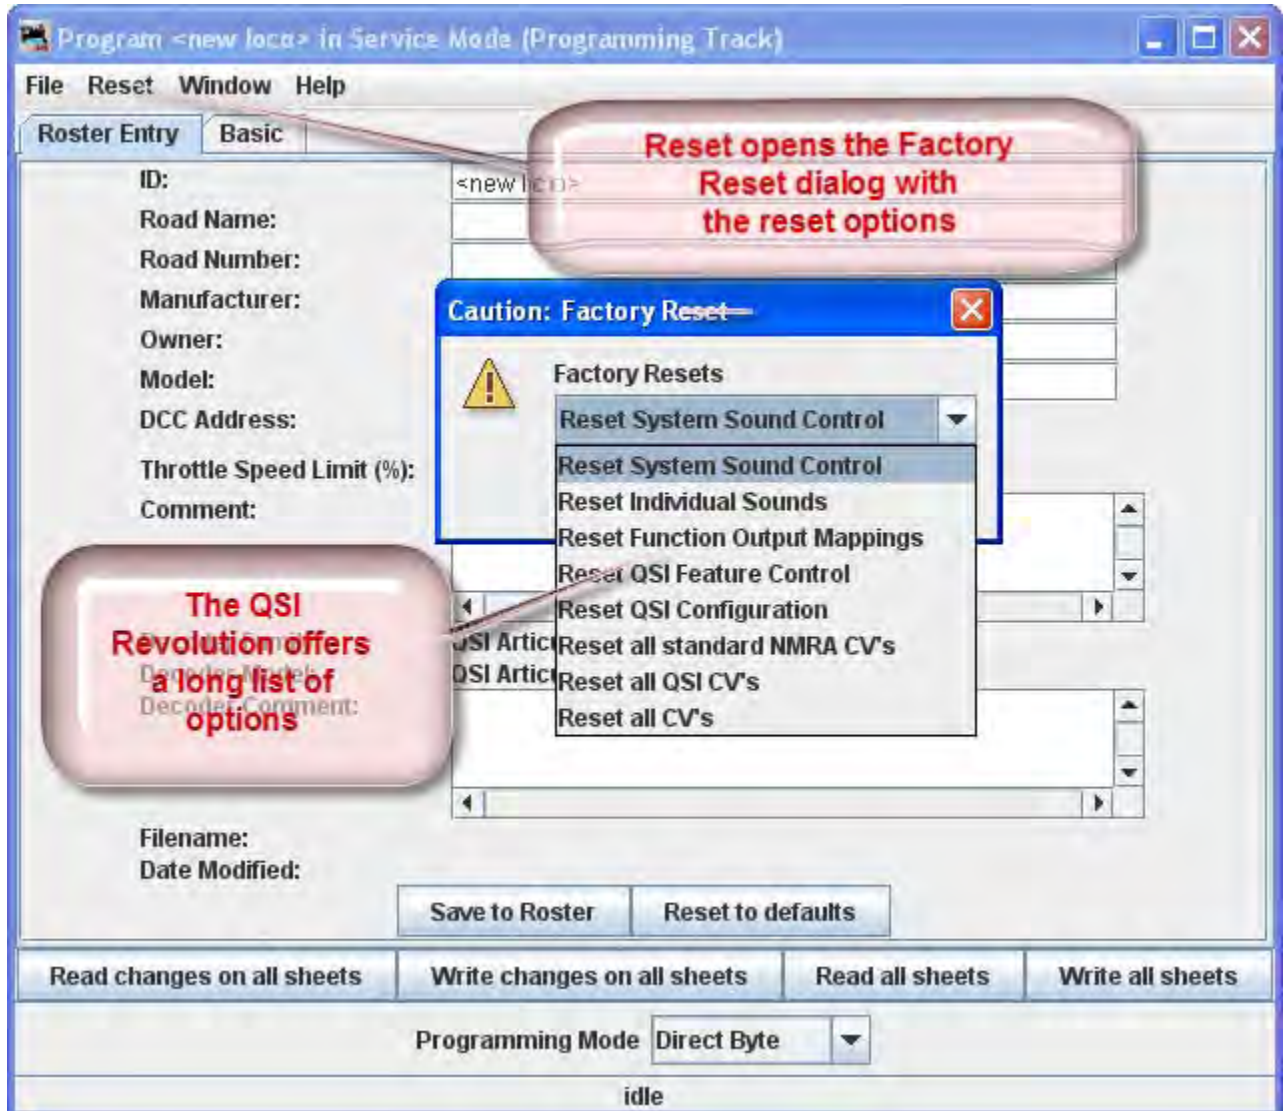 Program <new loco> in Service Mode (Programming Track)
File Reset Window Help
Roster Entry Basic
Reset opens the Factory
Reset dialog with
the reset options
ID:
<new loco>
Road Name:
Road Number:
Manufacturer:
Owner:
Model:
DCC Address:
Throttle Speed Limit (%):
Comment:
Caution: Factory Reset
Factory Resets
Reset System Sound Control
Reset System Sound Control
Reset Individual Sounds
Reset Function Output Mappings
Reset QSI Feature Control
Reset QSI Configuration
Reset all standard NMRA CV's
Reset all QSI CV's
Reset all CV's
The QSI
Revolution offers
a long list of
options
QSI
Decoder Model:
QSI
Decoder Comment:
Filename:
Date Modified:
Save to Roster Reset to defaults
Read changes on all sheets Write changes on all sheets Read all sheets Write all sheets
Programming Mode Direct Byte
idle